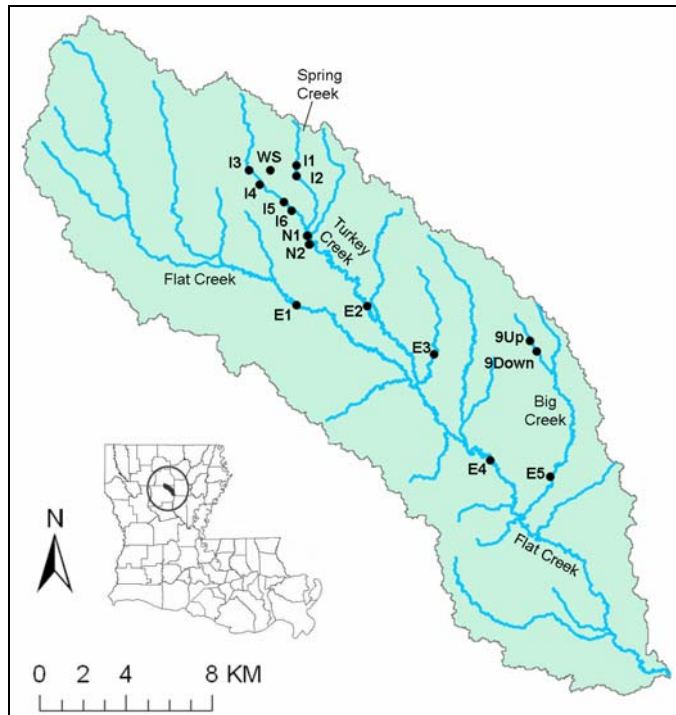 Spring
Creek
I3
WS
I1
I2
I4
I5
I6
N1
N2
Turkey
Creek
Flat Creek
E1
E2
E3
9Up
9Down
Big
Creek
E4
E5
Flat Creek
N
0 2 4 8 KM